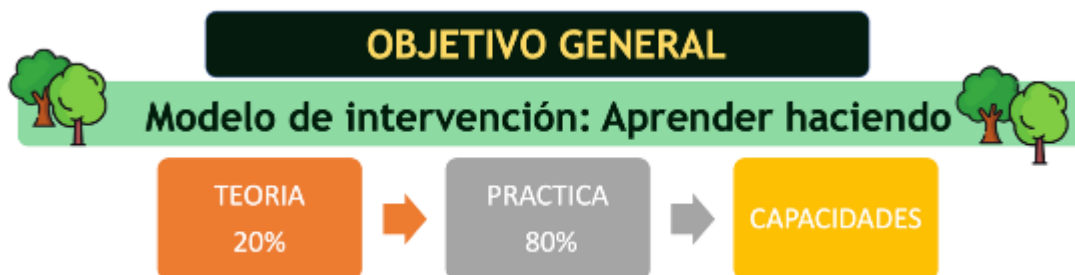 OBJETIVO GENERAL
Modelo de intervención: Aprender haciendo
TEORIA
20%
PRACTICA
80%
CAPACIDADES